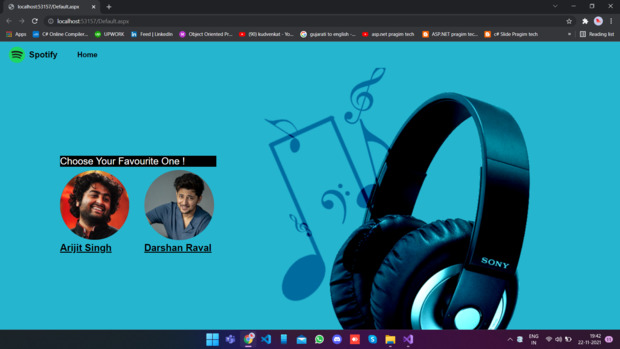 localhost:53157/Default.aspx
localhost:53157/Default.aspx
Apps C# Online Compiler... UPWORK Feed | LinkedIn Object Oriented Pr... (99) kudvenkat - Yo... gujarati to english -... asp.net pragim tech ASP.NET pragim tec... c# Slide Pragim tech » Reading list
Spotify Home
Choose Your Favourite One !
Arijit Singh Darshan Raval
SONY
ENG
IN
19:42
22-11-2021